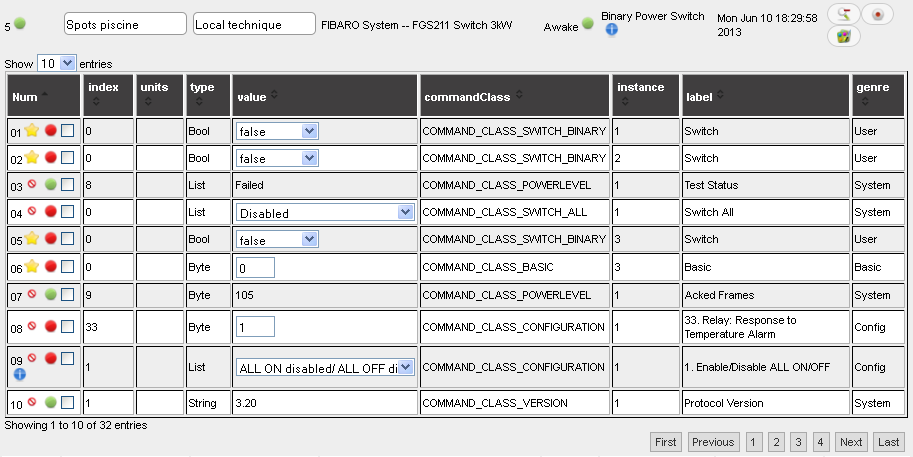 5 Spots piscine Local technique FIBARO System -- FGS211 Switch 3kW Awake Binary Power Switch Mon Jun 10 18:29:58 2013
Show 10 entries
Num index units type value commandClass instance label genre
01 0 Bool false COMMAND_CLASS_SWITCH_BINARY 1 Switch User
02 0 Bool false COMMAND_CLASS_SWITCH_BINARY 2 Switch User
03 8 List Failed COMMAND_CLASS_POWERLEVEL 1 Test Status System
04 0 List Disabled COMMAND_CLASS_SWITCH_ALL 1 Switch All System
05 0 Bool false COMMAND_CLASS_SWITCH_BINARY 3 Switch User
06 0 Byte 0 COMMAND_CLASS_BASIC 3 Basic Basic
07 9 Byte 105 COMMAND_CLASS_POWERLEVEL 1 Acked Frames System
08 33 Byte 1 COMMAND_CLASS_CONFIGURATION 1 33. Relay: Response to Temperature Alarm Config
09 1 List ALL ON disabled/ ALL OFF di COMMAND_CLASS_CONFIGURATION 1 1. Enable/Disable ALL ON/OFF Config
10 1 String 3.20 COMMAND_CLASS_VERSION 1 Protocol Version System
Showing 1 to 10 of 32 entries
First Previous 1 2 3 4 Next Last